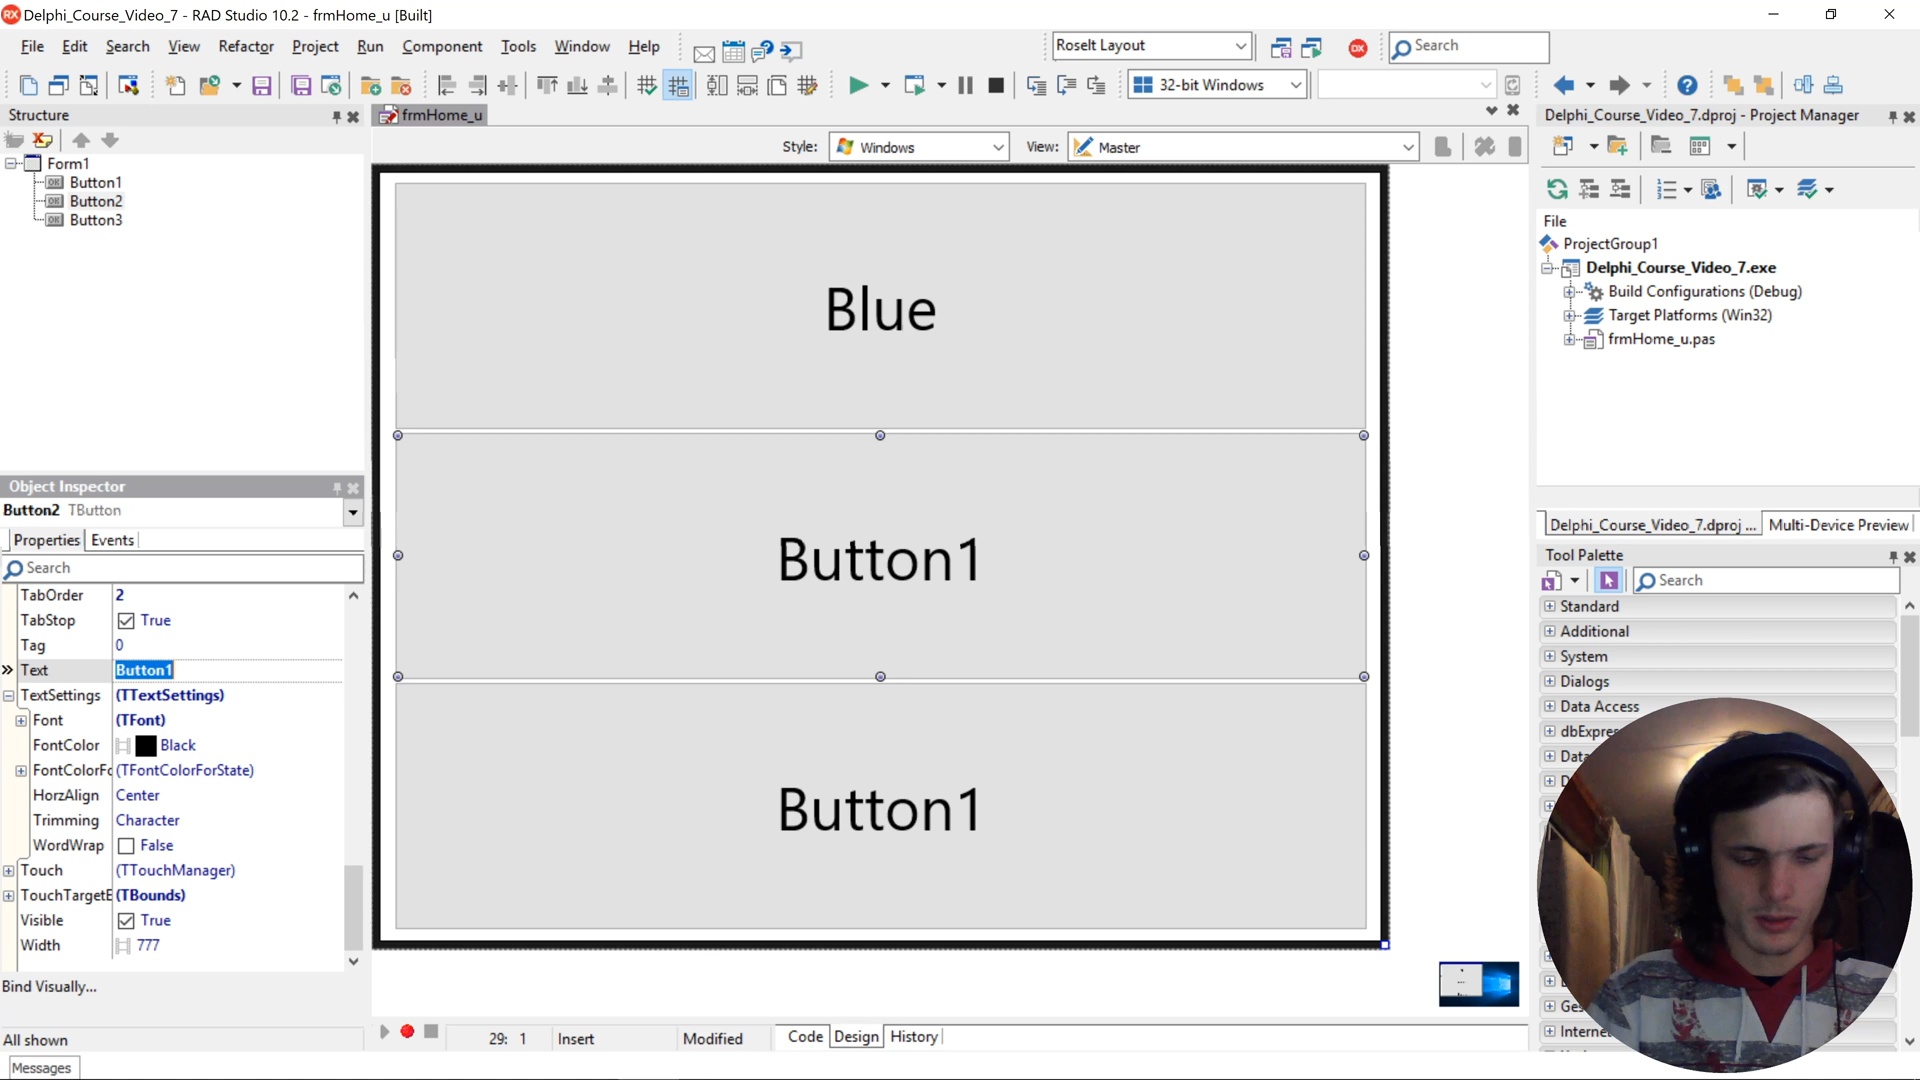 Delphi_Course_Video_7 - RAD Studio 10.2 - frmHome_u [Built]
File Edit Search View Refactor Project Run Component Tools Window Help
Roselt Layout
Search
32-bit Windows
Structure
frmHome_u
Delphi_Course_Video_7.dproj - Project Manager
Style: Windows
View: Master
Form1
Button1
Button2
Button3
File
ProjectGroup1
Delphi_Course_Video_7.exe
Build Configurations (Debug)
Target Platforms (Win32)
frmHome_u.pas
Blue
Button1
Button1
Object Inspector
Button2 TButton
Properties Events
Search
TabOrder 2
TabStop True
Tag 0
Text Button1
TextSettings (TTextSettings)
Font (TFont)
FontColor Black
FontColorFo (TFontColorForState)
HorzAlign Center
Trimming Character
WordWrap False
Touch (TTouchManager)
TouchTargetE (TBounds)
Visible True
Width 777
Bind Visually...
All shown
Messages
29: 1 Insert Modified Code Design History
Delphi_Course_Video_7.dproj ... Multi-Device Preview
Tool Palette
Search
Standard
Additional
System
Dialogs
Data Access
dbExpre
Data
Ges
Interne